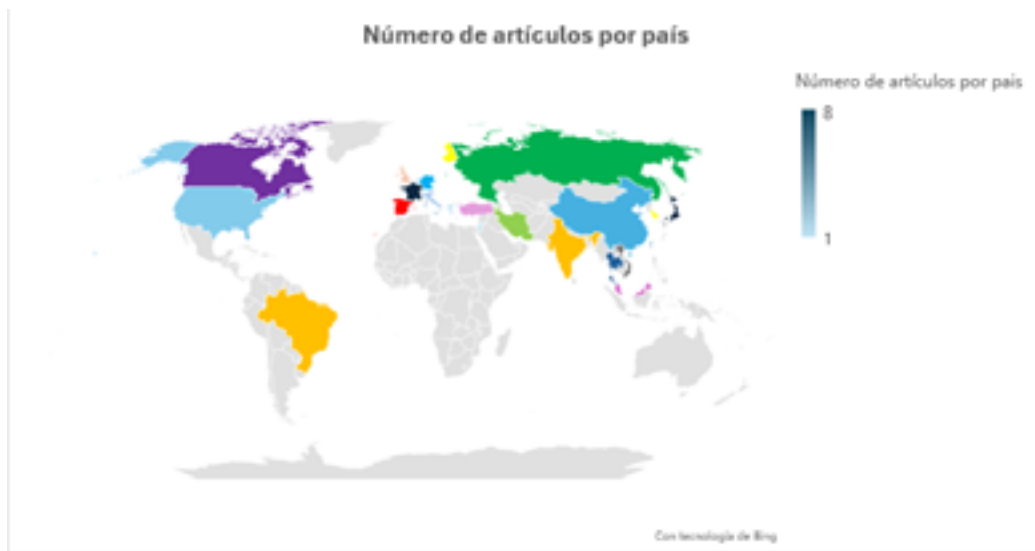 Número de artículos por país
Número de artículos por país
8
1
Con tecnología de Bing